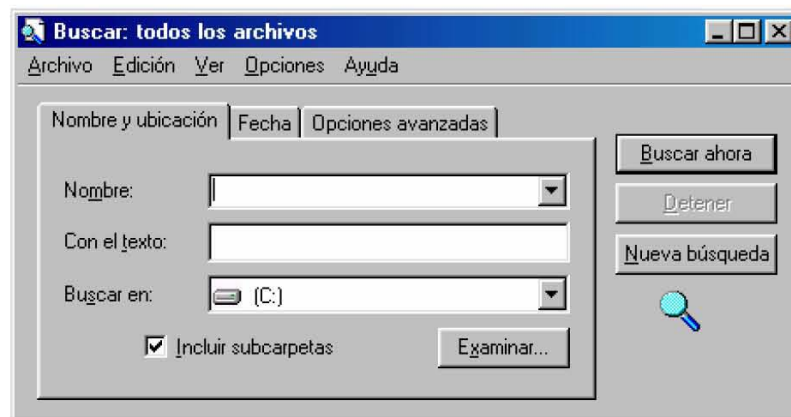 Buscar: todos los archivos
Archivo Edición Ver Opciones Ayuda
Nombre y ubicación Fecha Opciones avanzadas
Nombre:
Con el texto:
Buscar en: (C:)
Incluir subcarpetas Examinar...
Buscar ahora
Detener
Nueva búsqueda